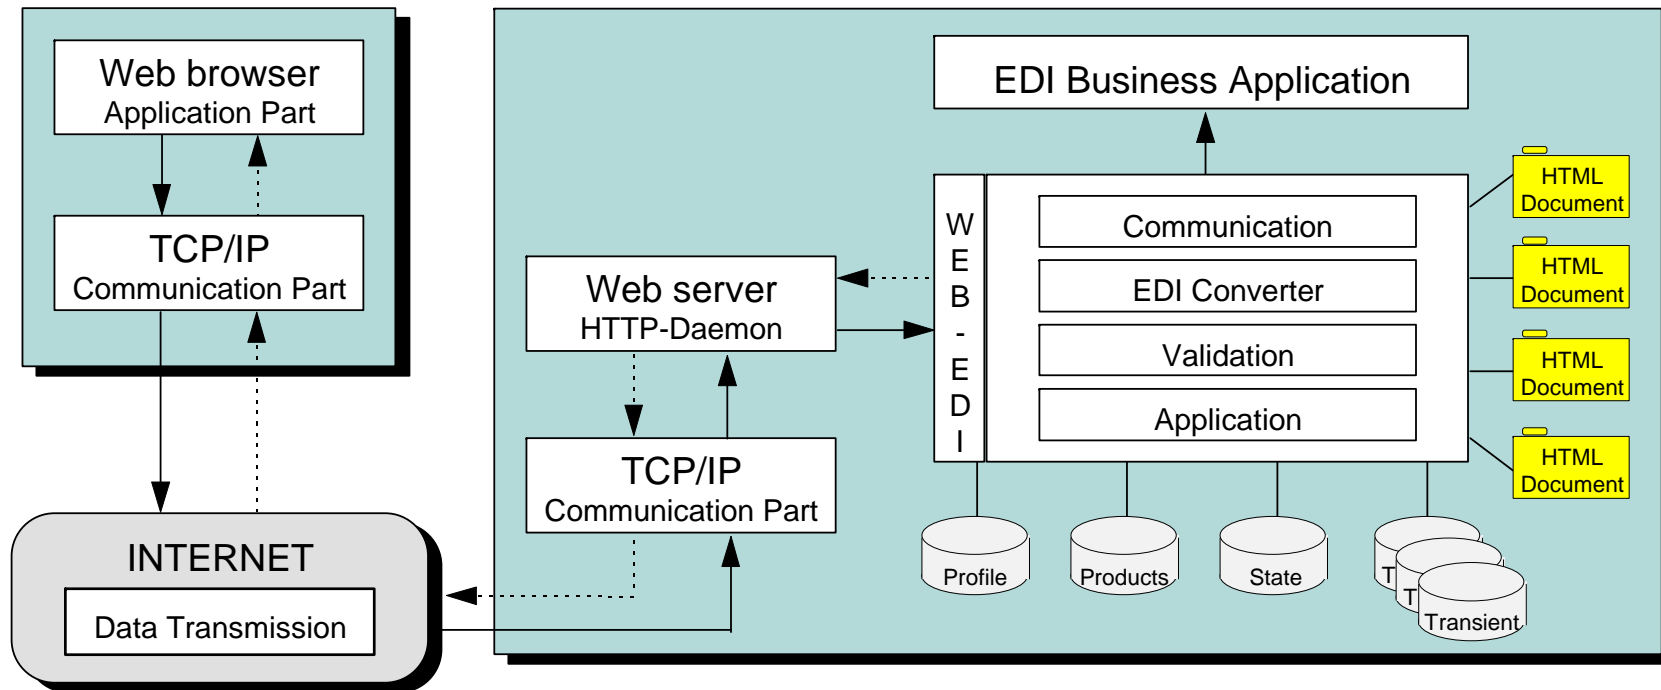 Web browser
Application Part
TCP/IP
Communication Part
INTERNET
Data Transmission
EDI Business Application
Web server
HTTP-Daemon
TCP/IP
Communication Part
W
E
B
-
E
D
I
Communication
EDI Converter
Validation
Application
HTML
Document
HTML
Document
HTML
Document
HTML
Document
Profile
Products
State
T
T
Transient